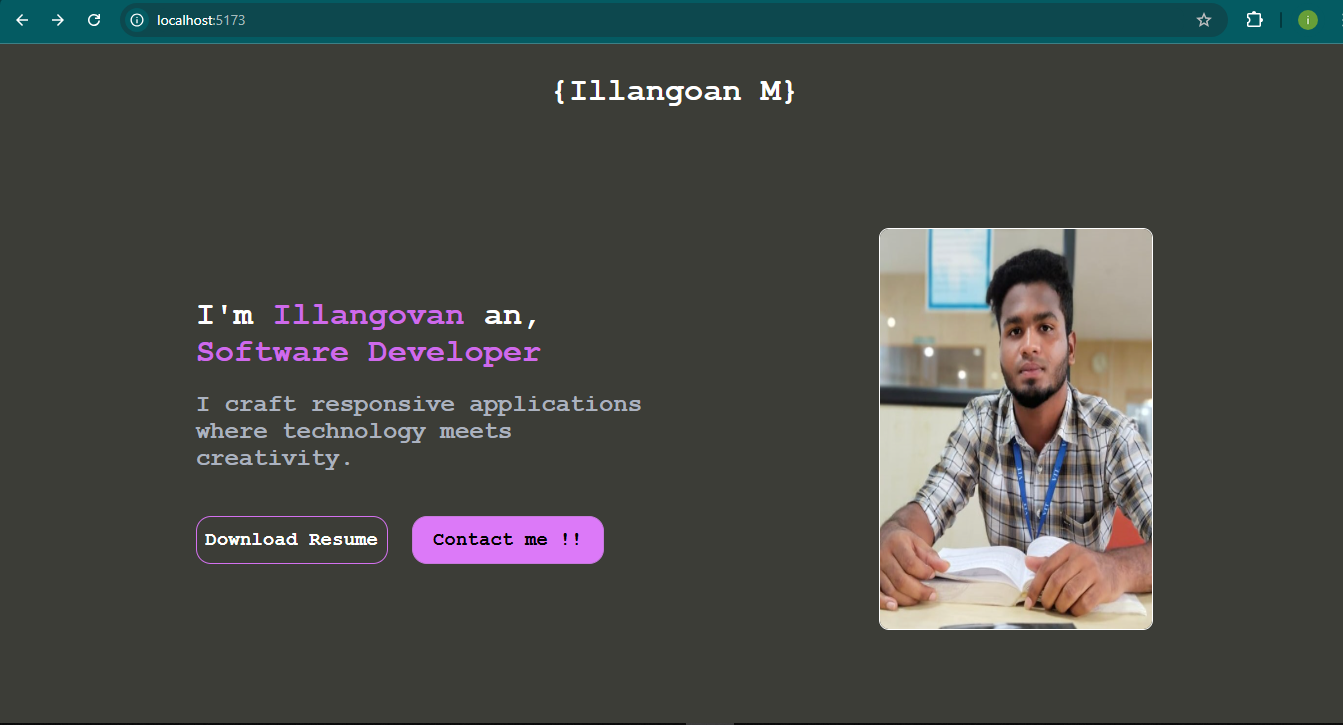 localhost:5173
i
{Illangoan M}
I'm Illangovan an,
Software Developer
I craft responsive applications
where technology meets
creativity.
Download Resume
Contact me !!